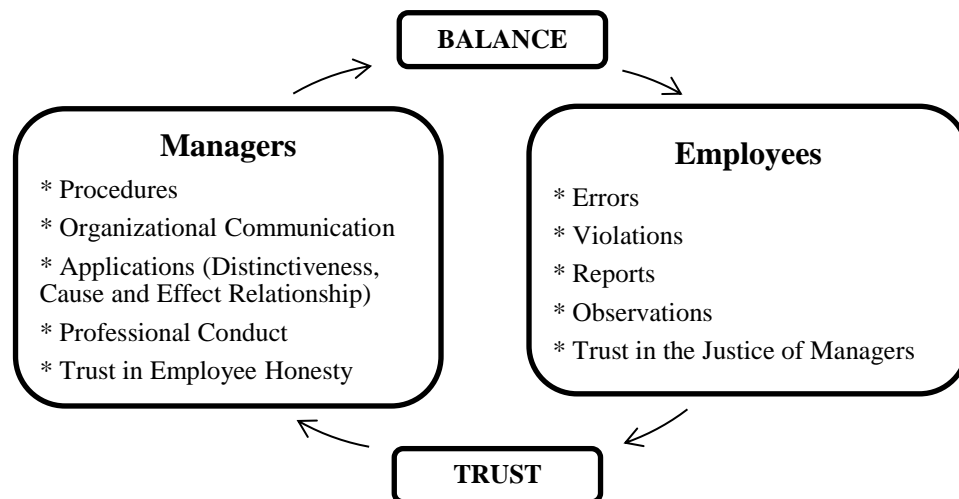 BALANCE
Managers
* Procedures
* Organizational Communication
* Applications (Distinctiveness,
Cause and Effect Relationship)
* Professional Conduct
* Trust in Employee Honesty
Employees
* Errors
* Violations
* Reports
* Observations
* Trust in the Justice of Managers
TRUST